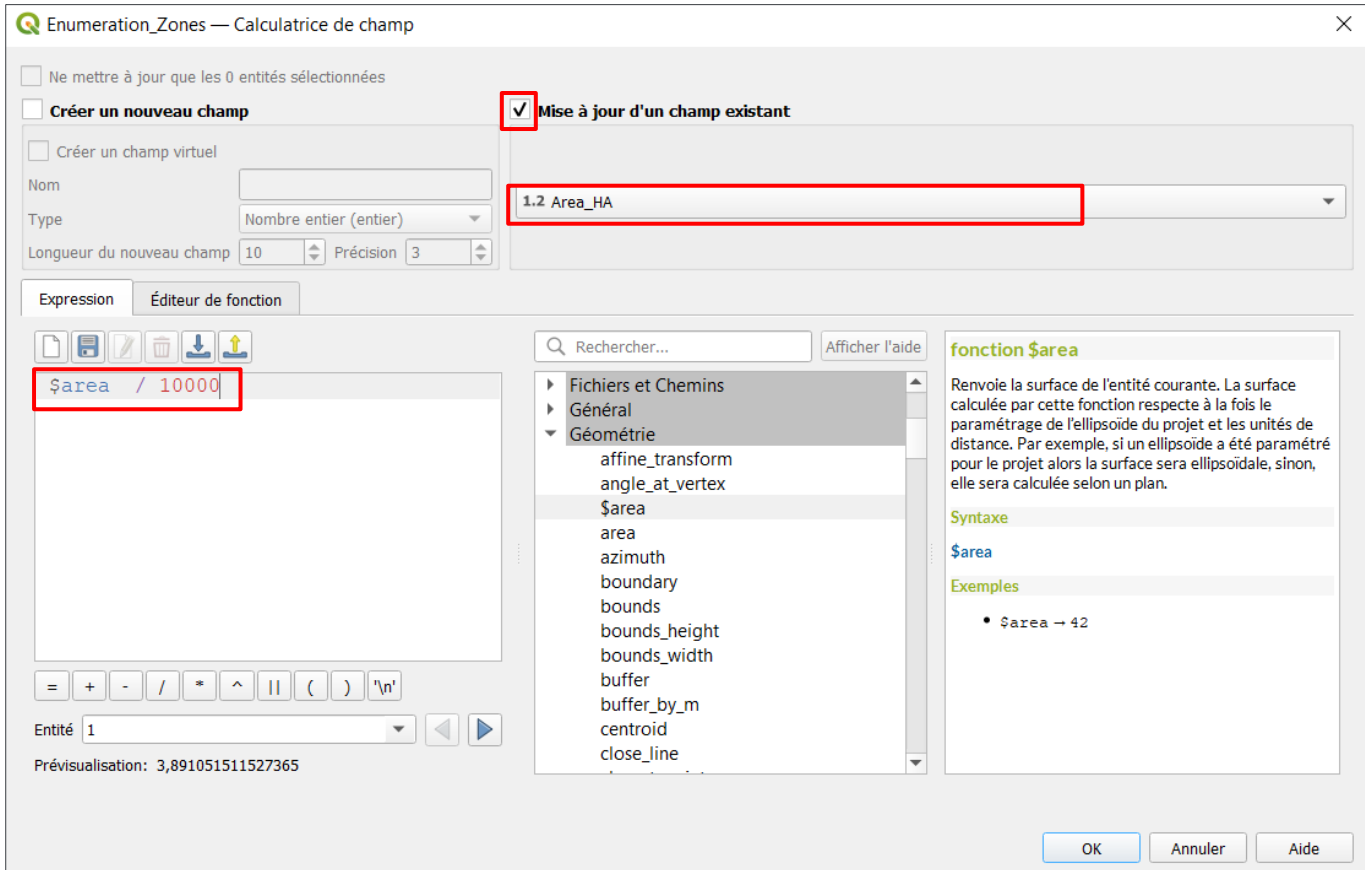 Enumeration_Zones — Calculatrice de champ
Ne mettre à jour que les 0 entités sélectionnées
Créer un nouveau champ
Mise à jour d'un champ existant
Créer un champ virtuel
Nom
1.2 Area_HA
Type Nombre entier (entier)
Longueur du nouveau champ 10 Précision 3
Expression Éditeur de fonction
$area / 10000
Rechercher... Afficher l'aide
Fichiers et Chemins
Général
Géométrie
affine_transform
angle_at_vertex
$area
area
azimuth
boundary
bounds
bounds_height
bounds_width
buffer
buffer_by_m
centroid
close_line
fonction $area
Renvoie la surface de l'entité courante. La surface
calculée par cette fonction respecte à la fois le
paramétrage de l'ellipsoïde du projet et les unités de
distance. Par exemple, si un ellipsoïde a été paramétré
pour le projet alors la surface sera ellipsoïdale, sinon,
elle sera calculée selon un plan.
Syntaxe
$area
Exemples
• $area → 42
= + - / * ^ || ( ) '\n'
Entité 1
Prévisualisation: 3,891051511527365
OK Annuler Aide